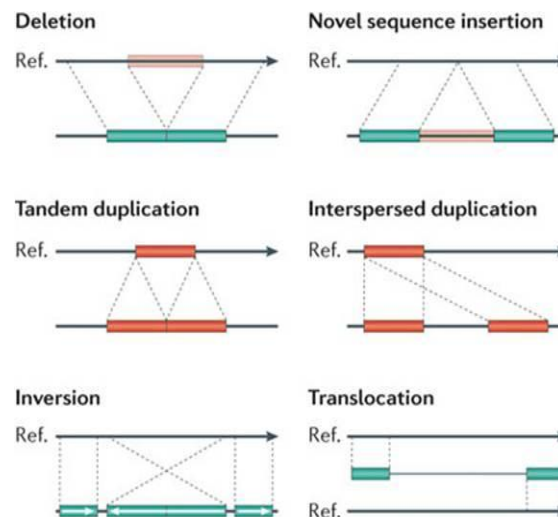 Deletion
Novel sequence insertion
Ref.
Ref.
Tandem duplication
Interspersed duplication
Ref.
Ref.
Inversion
Translocation
Ref.
Ref.
Ref.